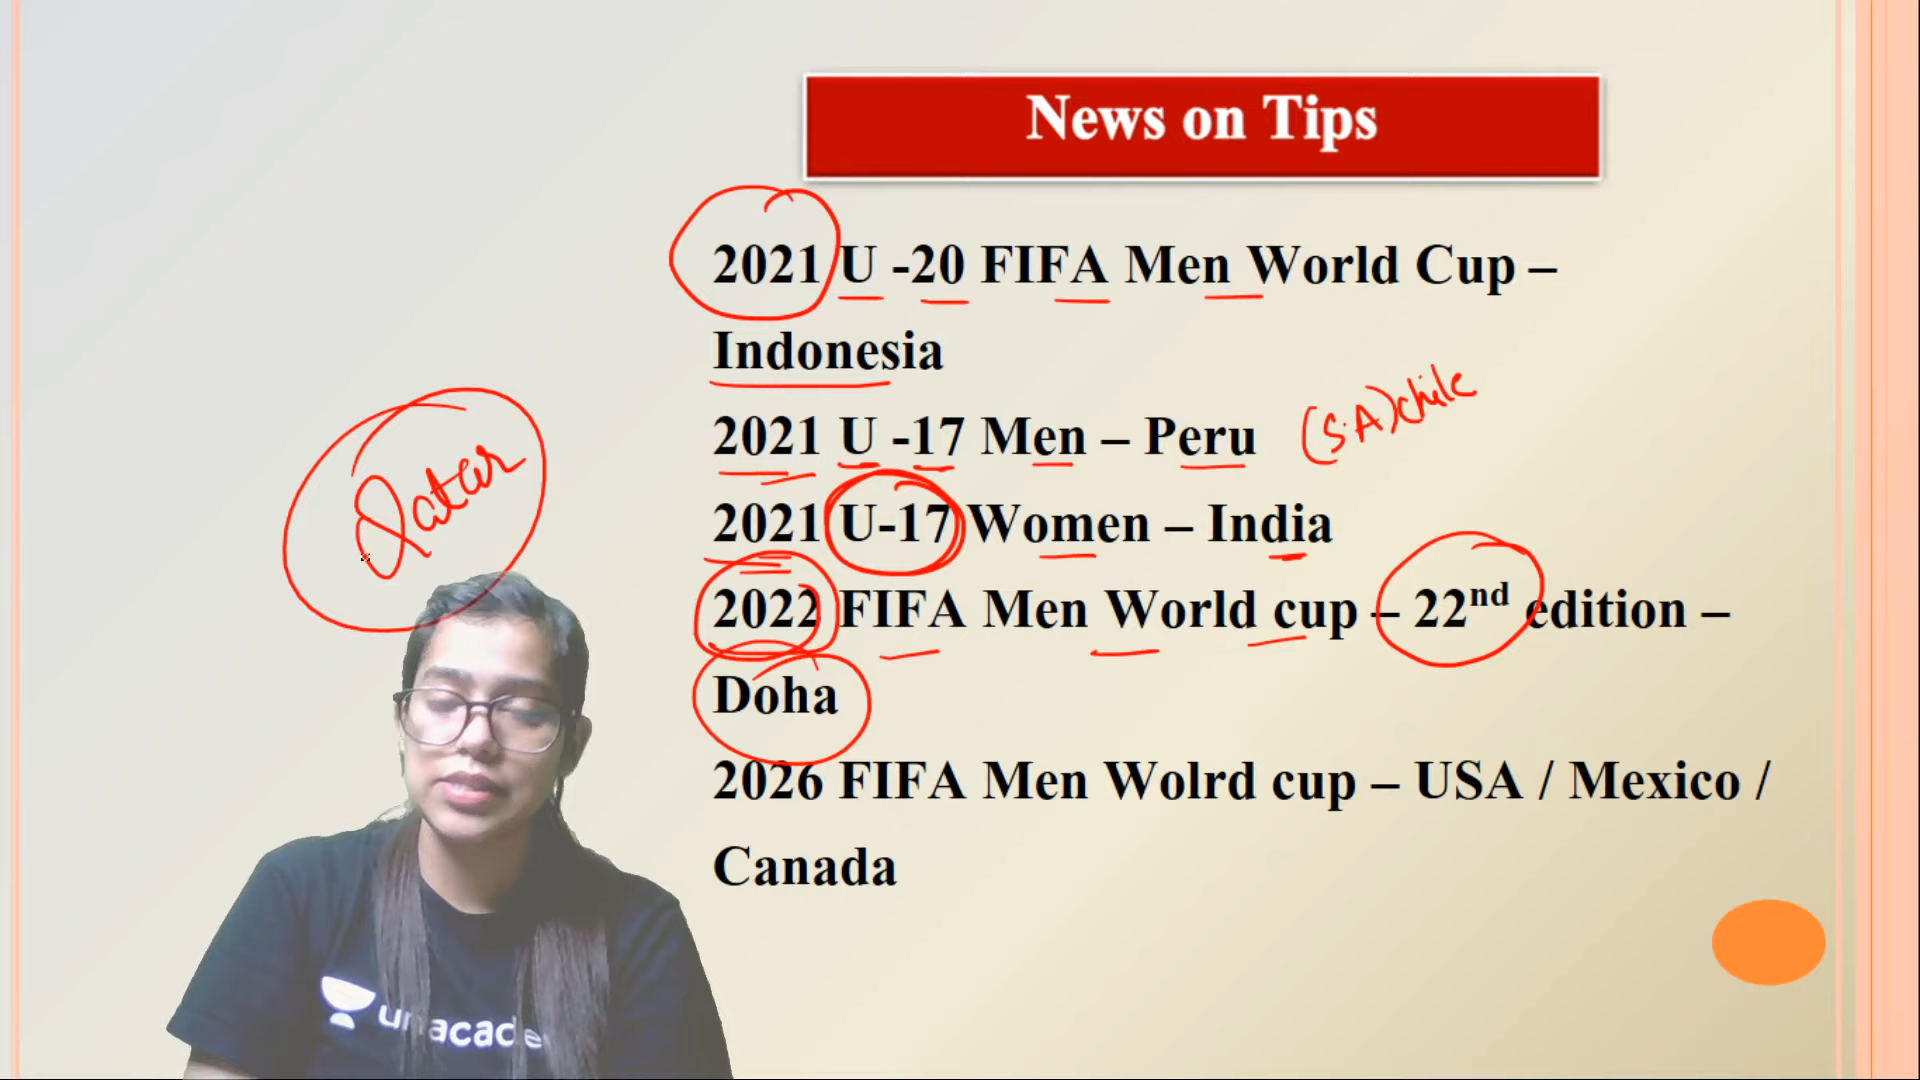 News on Tips
2021 U -20 FIFA Men World Cup –
Indonesia
2021 U -17 Men – Peru (S.A) chile
2021 U-17 Women – India
Qatar
2022 FIFA Men World cup – 22nd edition –
Doha
2026 FIFA Men Wolrd cup – USA / Mexico /
Canada
unacade